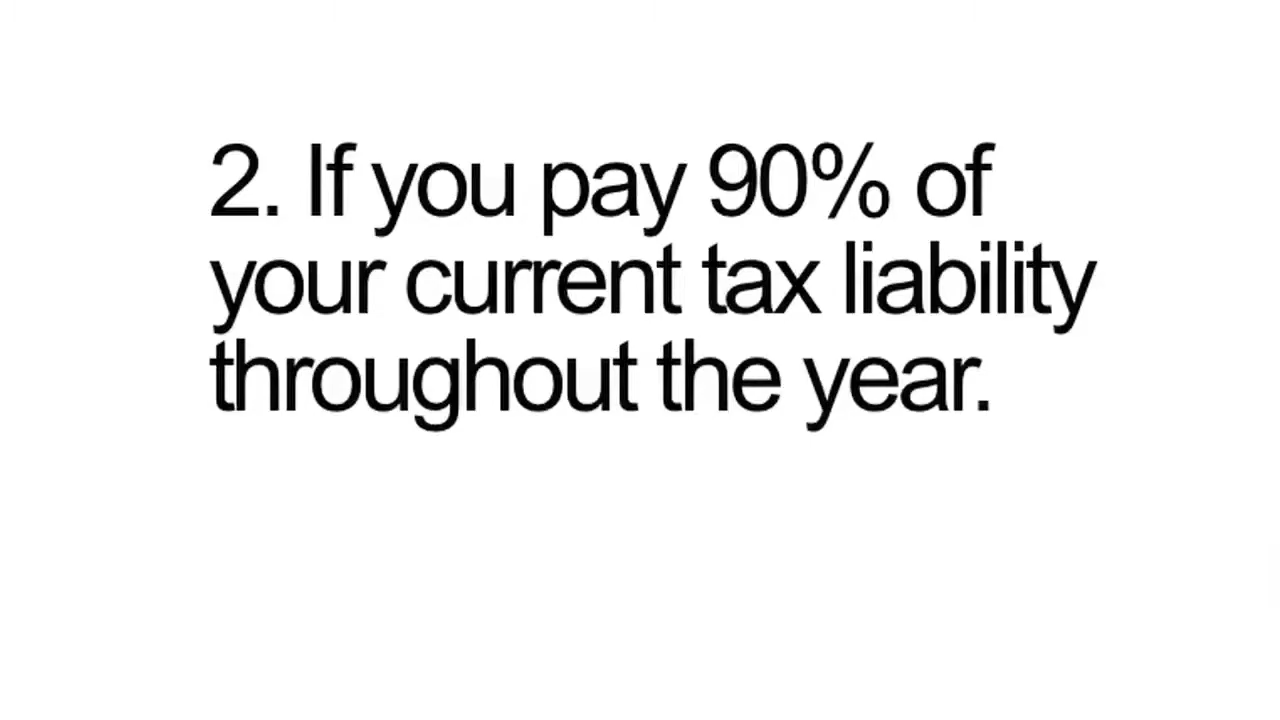 2. If you pay 90% of
your current tax liability
throughout the year.